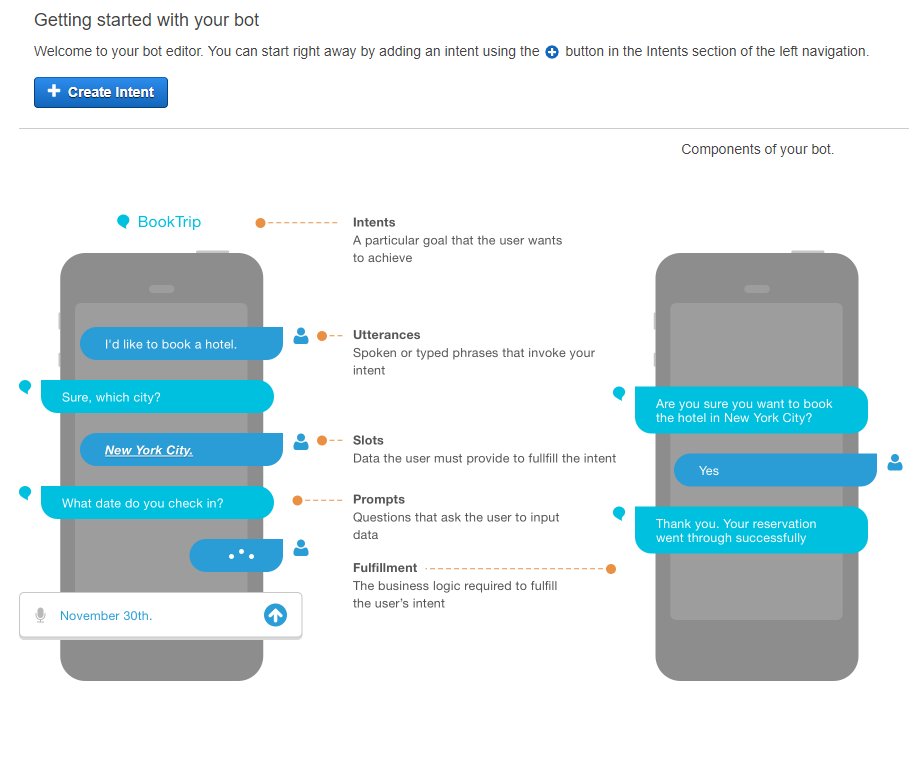 Getting started with your bot
Welcome to your bot editor. You can start right away by adding an intent using the button in the Intents section of the left navigation.
Create Intent
Components of your bot.
BookTrip
Intents
A particular goal that the user wants
to achieve
I'd like to book a hotel.
Utterances
Spoken or typed phrases that invoke your
intent
Sure, which city?
New York City.
Slots
Data the user must provide to fullfill the intent
What date do you check in?
Prompts
Questions that ask the user to input
data
Fulfillment
The business logic required to fulfill
the user's intent
November 30th.
Are you sure you want to book
the hotel in New York City?
Yes
Thank you. Your reservation
went through successfully